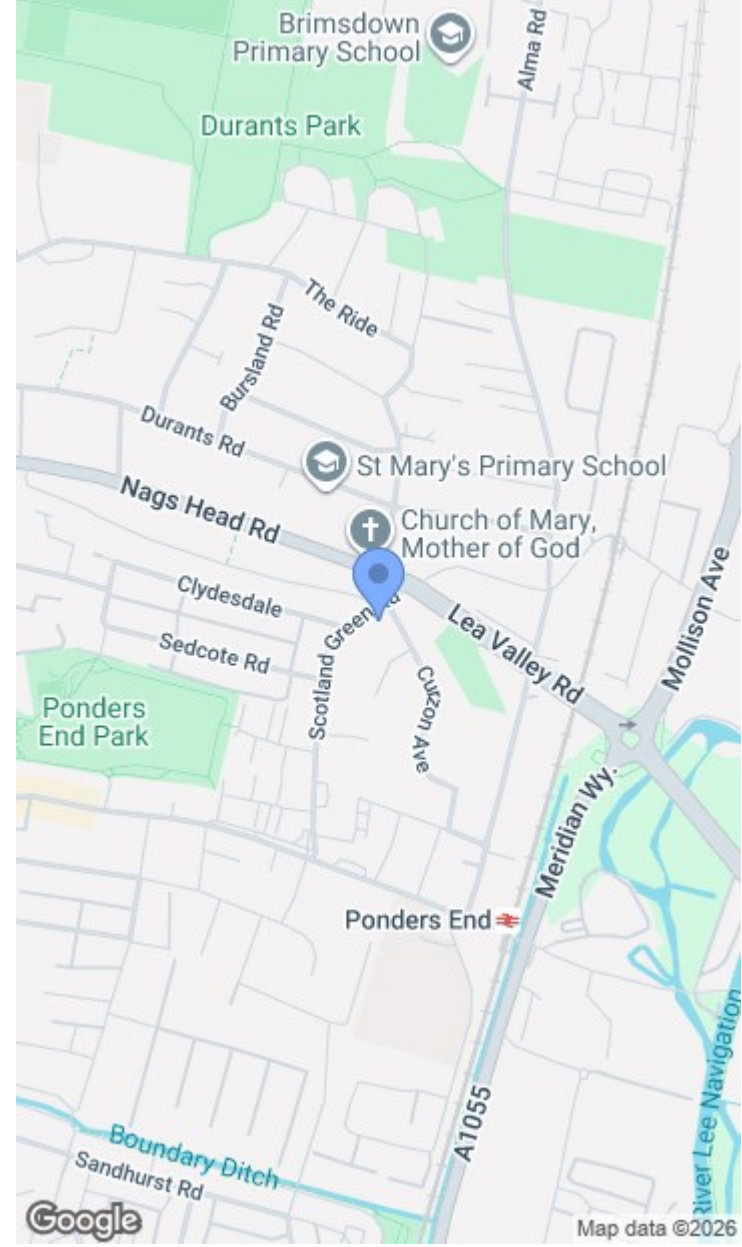 Brimsdown
Primary School
Alma Rd
Durants Park
The Ride
Bursland Rd
Durants Rd
St Mary's Primary School
Nags Head Rd
Church of Mary,
Mother of God
Mollison Ave
Clydesdale
Scotland Green Rd
Lea Valley Rd
Sedcote Rd
Curzon Ave
Ponders
End Park
Meridian Wy.
Ponders End
River Lee Navigation
A1055
Boundary Ditch
Sandhurst Rd
Google
Map data ©2026